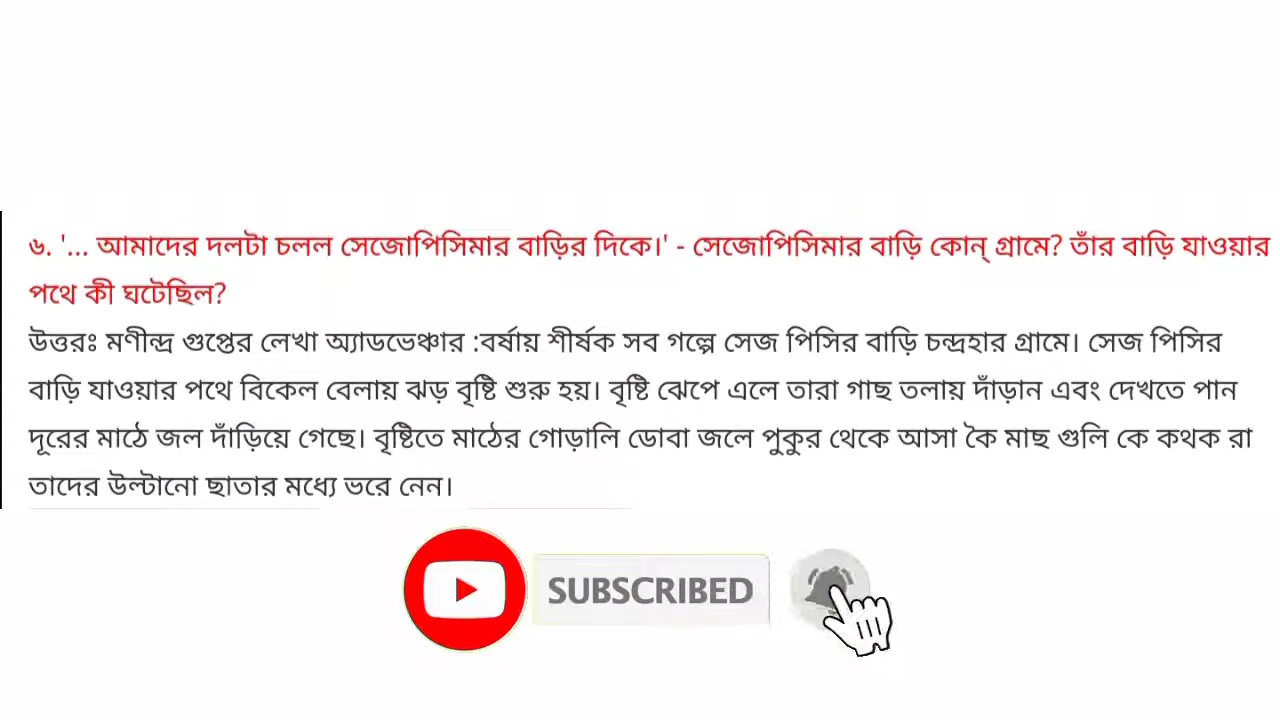 ৬. '... আমাদের দলটা চলল সেজোপিসিমার বাড়ির দিকে।' - সেজোপিসিমার বাড়ি কোন্ গ্রামে? তাঁর বাড়ি যাওয়ার
পথে কী ঘটেছিল?
উত্তরঃ মণীন্দ্র গুপ্তের লেখা অ্যাডভেঞ্চার :বর্ষায় শীর্ষক সব গল্পে সেজ পিসির বাড়ি চন্দ্রহার গ্রামে। সেজ পিসির
বাড়ি যাওয়ার পথে বিকেল বেলায় ঝড় বৃষ্টি শুরু হয়। বৃষ্টি ঝেপে এলে তারা গাছ তলায় দাঁড়ান এবং দেখতে পান
দূরের মাঠে জল দাঁড়িয়ে গেছে। বৃষ্টিতে মাঠের গোড়ালি ডোবা জলে পুকুর থেকে আসা কৈ মাছ গুলি কে কথক রা
তাদের উল্টানো ছাতার মধ্যে ভরে নেন।
SUBSCRIBED